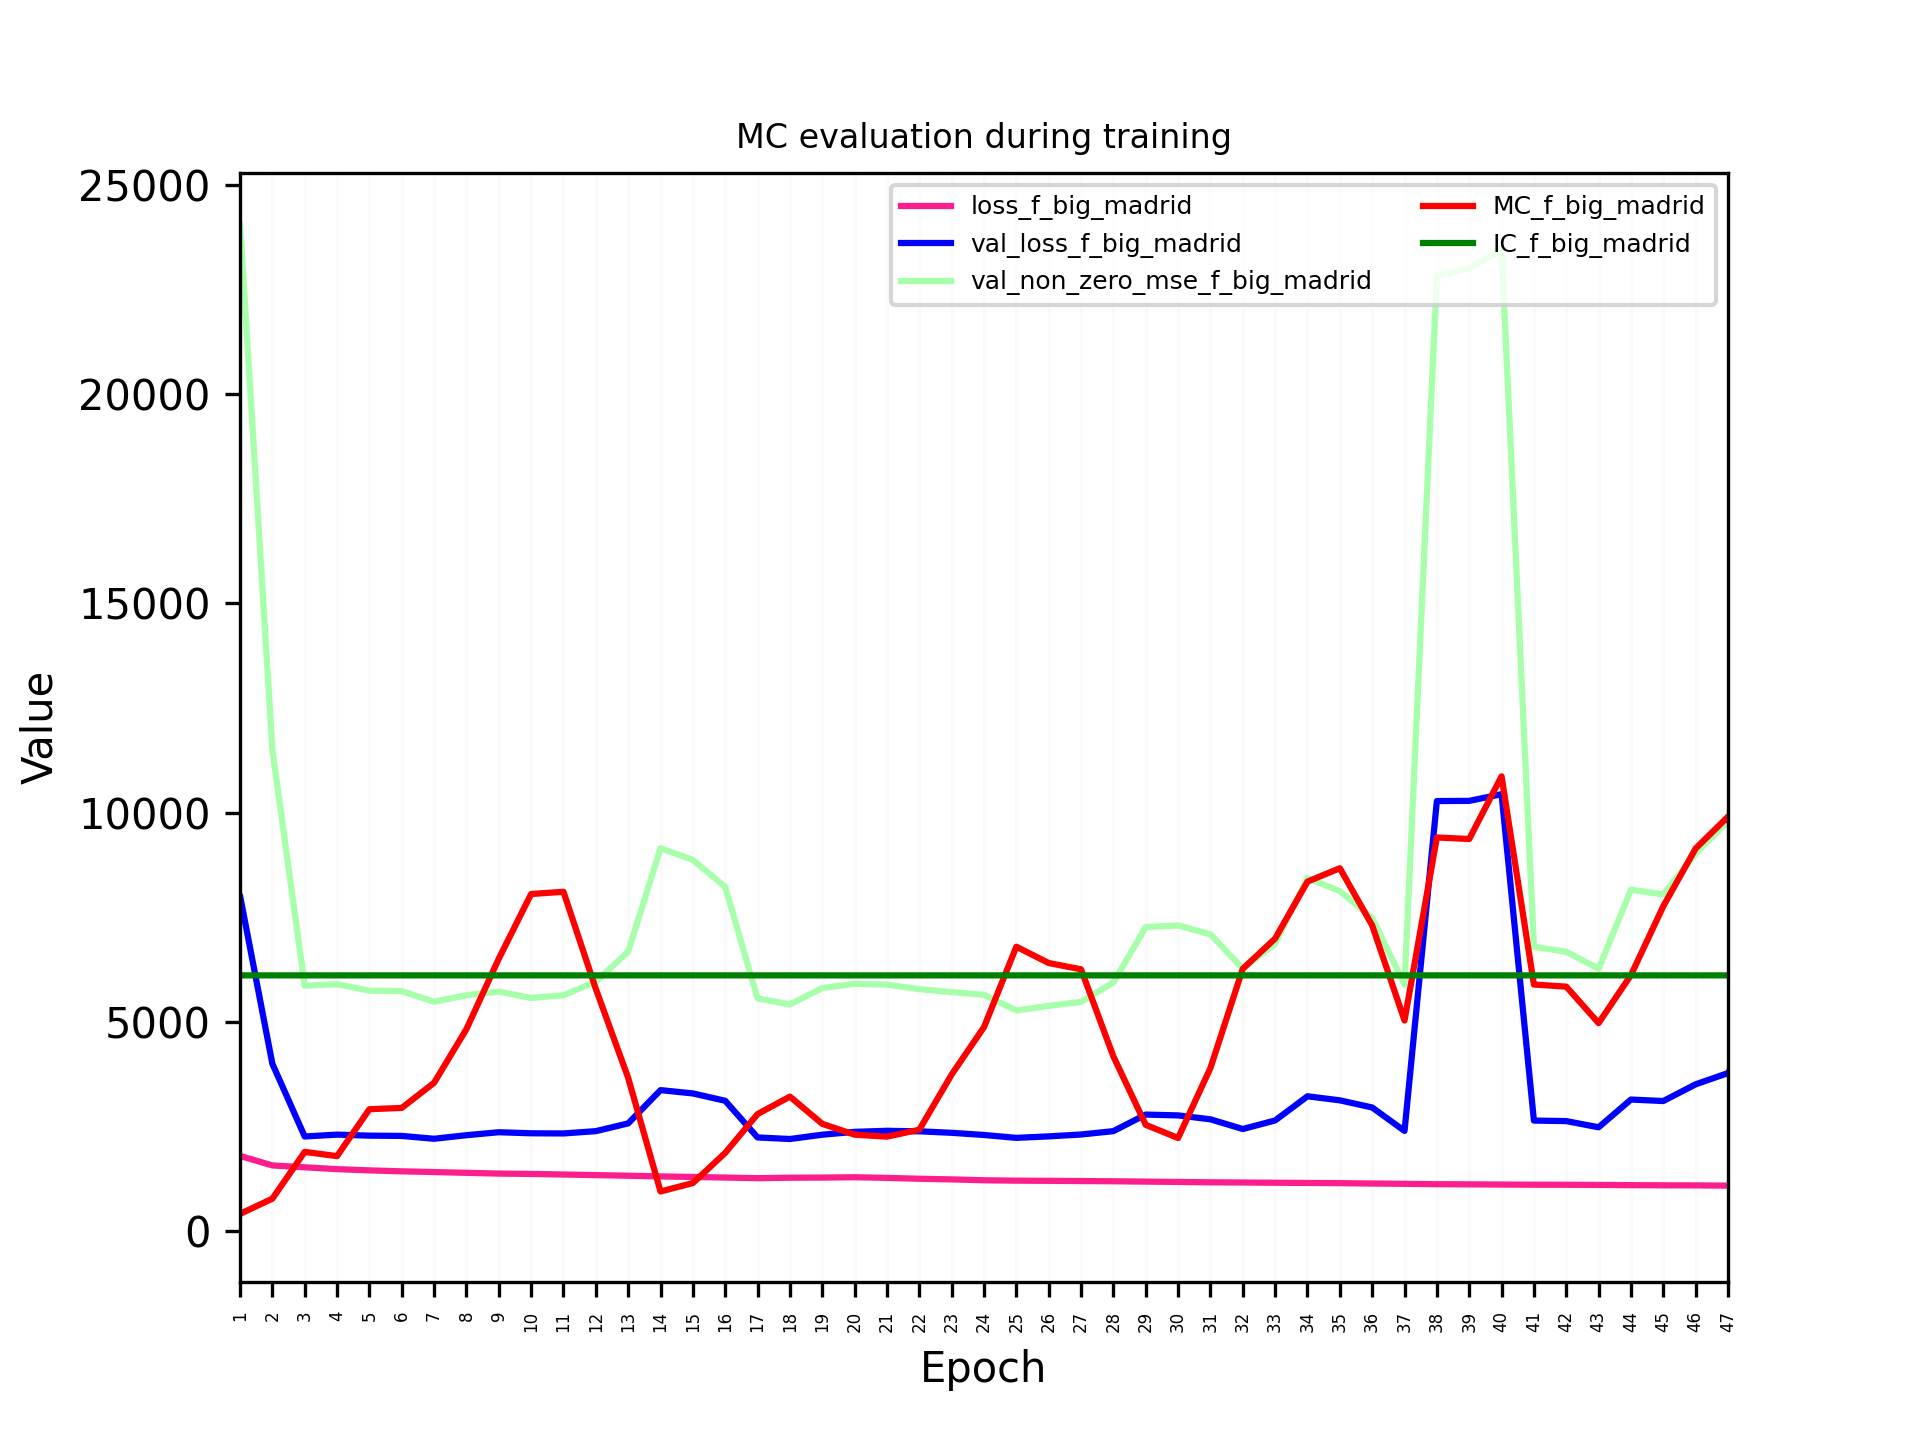 MC evaluation during training
loss_f_big_madrid
val_loss_f_big_madrid
val_non_zero_mse_f_big_madrid
MC_f_big_madrid
IC_f_big_madrid
25000
20000
15000
10000
5000
0
Value
1 2 3 4 5 6 7 8 9 10 11 12 13 14 15 16 17 18 19 20 21 22 23 24 25 26 27 28 29 30 31 32 33 34 35 36 37 38 39 40 41 42 43 44 45 46 47
Epoch